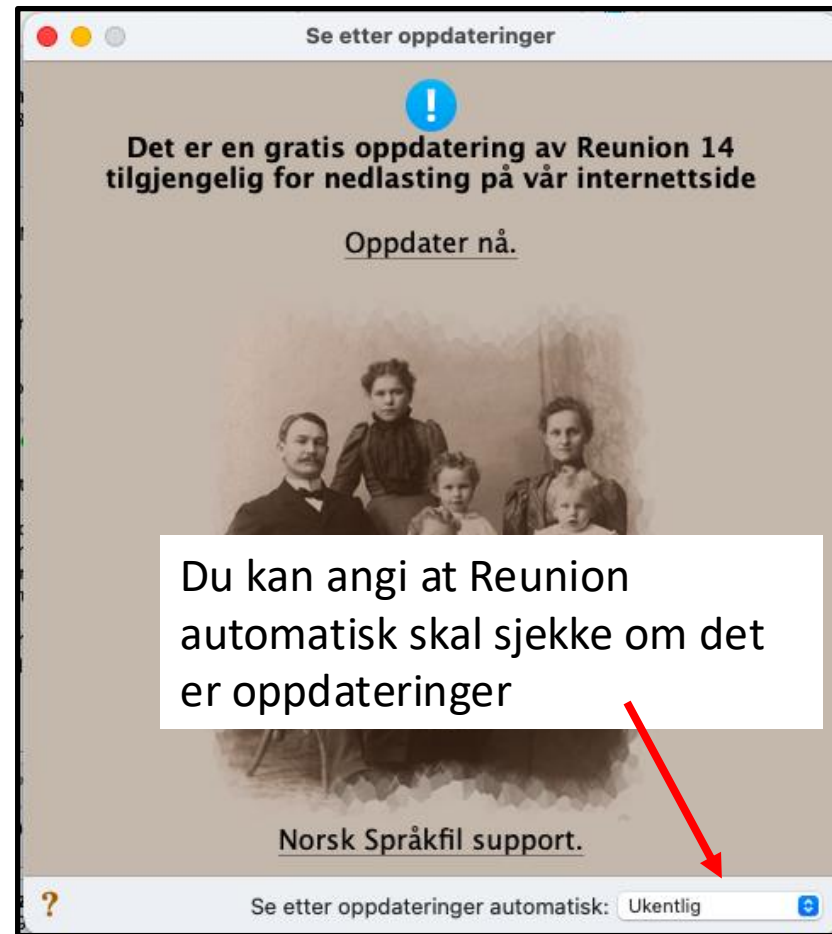 Se etter oppdateringer
!
Det er en gratis oppdatering av Reunion 14
tilgjengelig for nedlasting på vår internettside
Oppdater nå.
Du kan angi at Reunion
automatisk skal sjekke om det
er oppdateringer
Norsk Språkfil support.
? Se etter oppdateringer automatisk: Ukentlig